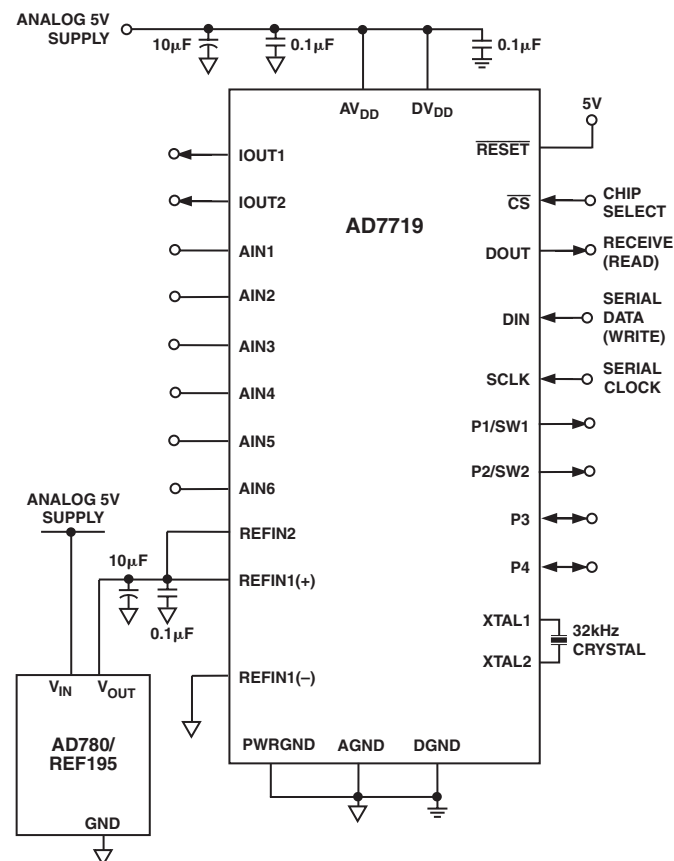 ANALOG 5V
SUPPLY
10µF
0.1µF
0.1µF
AVDD
DVDD
5V
IOUT1
RESET
IOUT2
CS
CHIP
SELECT
AD7719
AIN1
DOUT
RECEIVE
(READ)
AIN2
DIN
SERIAL
DATA
(WRITE)
AIN3
SCLK
SERIAL
CLOCK
AIN4
P1/SW1
AIN5
P2/SW2
AIN6
ANALOG 5V
SUPPLY
REFIN2
P3
10µF
REFIN1(+)
P4
0.1µF
XTAL1
32kHz
CRYSTAL
XTAL2
REFIN1(–)
VIN
VOUT
AD780/
REF195
PWRGND
AGND
DGND
GND